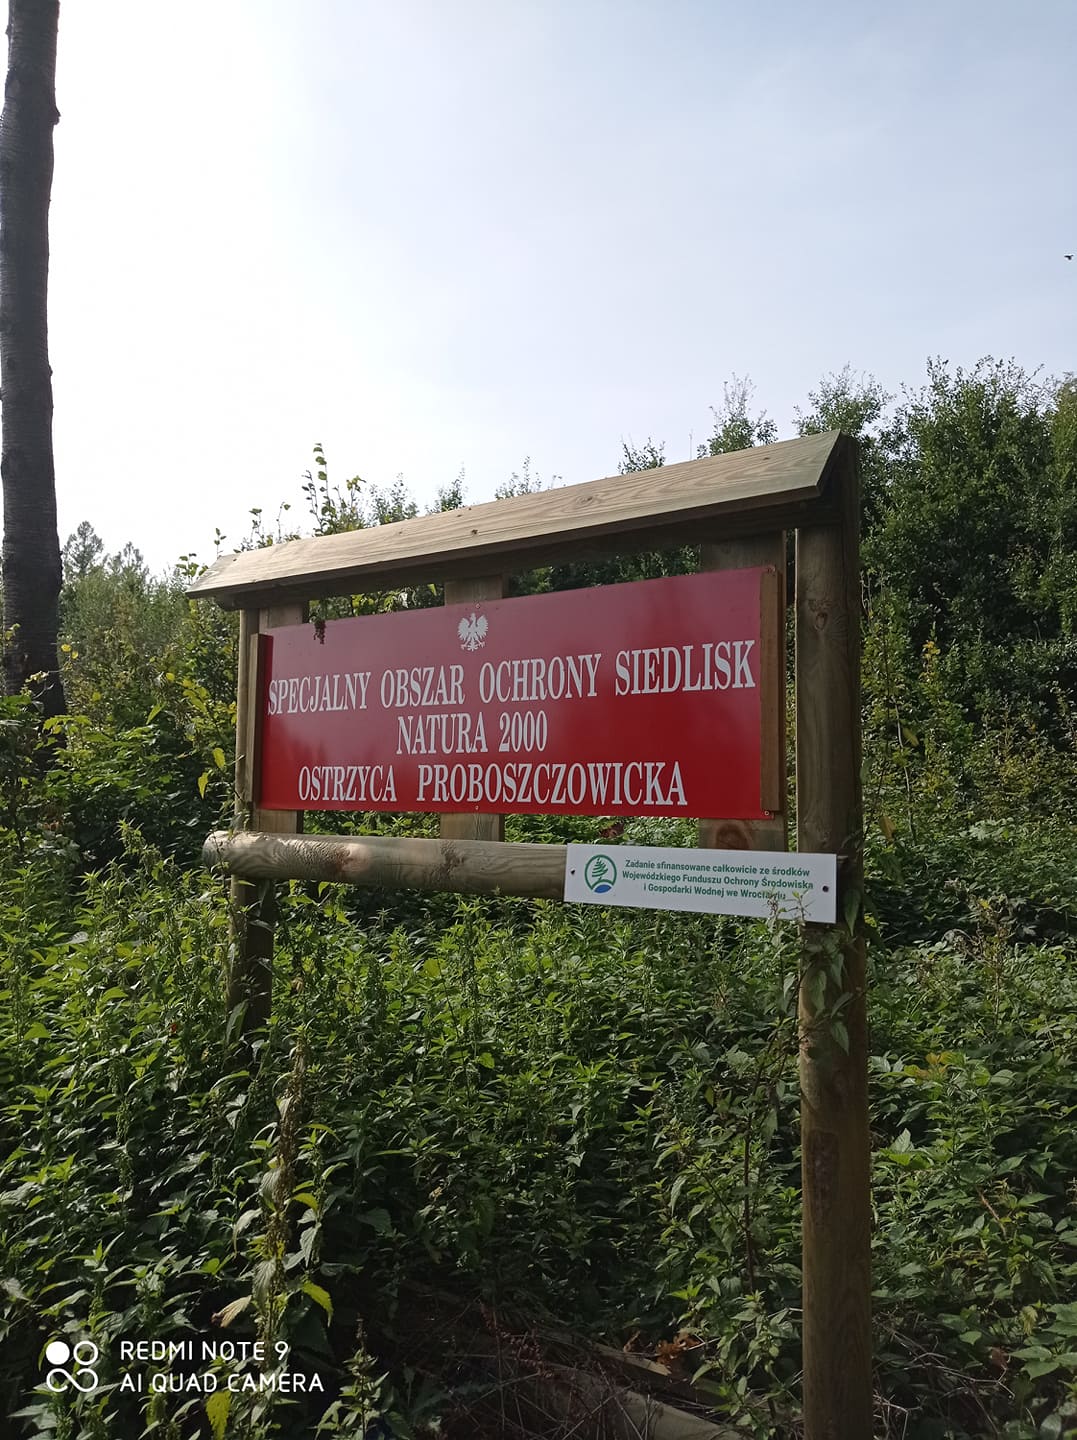 SPECJALNY OBSZAR OCHRONY SIEDLISK
NATURA 2000
OSTRZYCA PROBOSZCZOWICKA
Zadanie sfinansowane całkowicie ze środków
Wojewódzkiego Funduszu Ochrony Środowiska
i Gospodarki Wodnej we Wrocławiu
REDMI NOTE 9
AI QUAD CAMERA